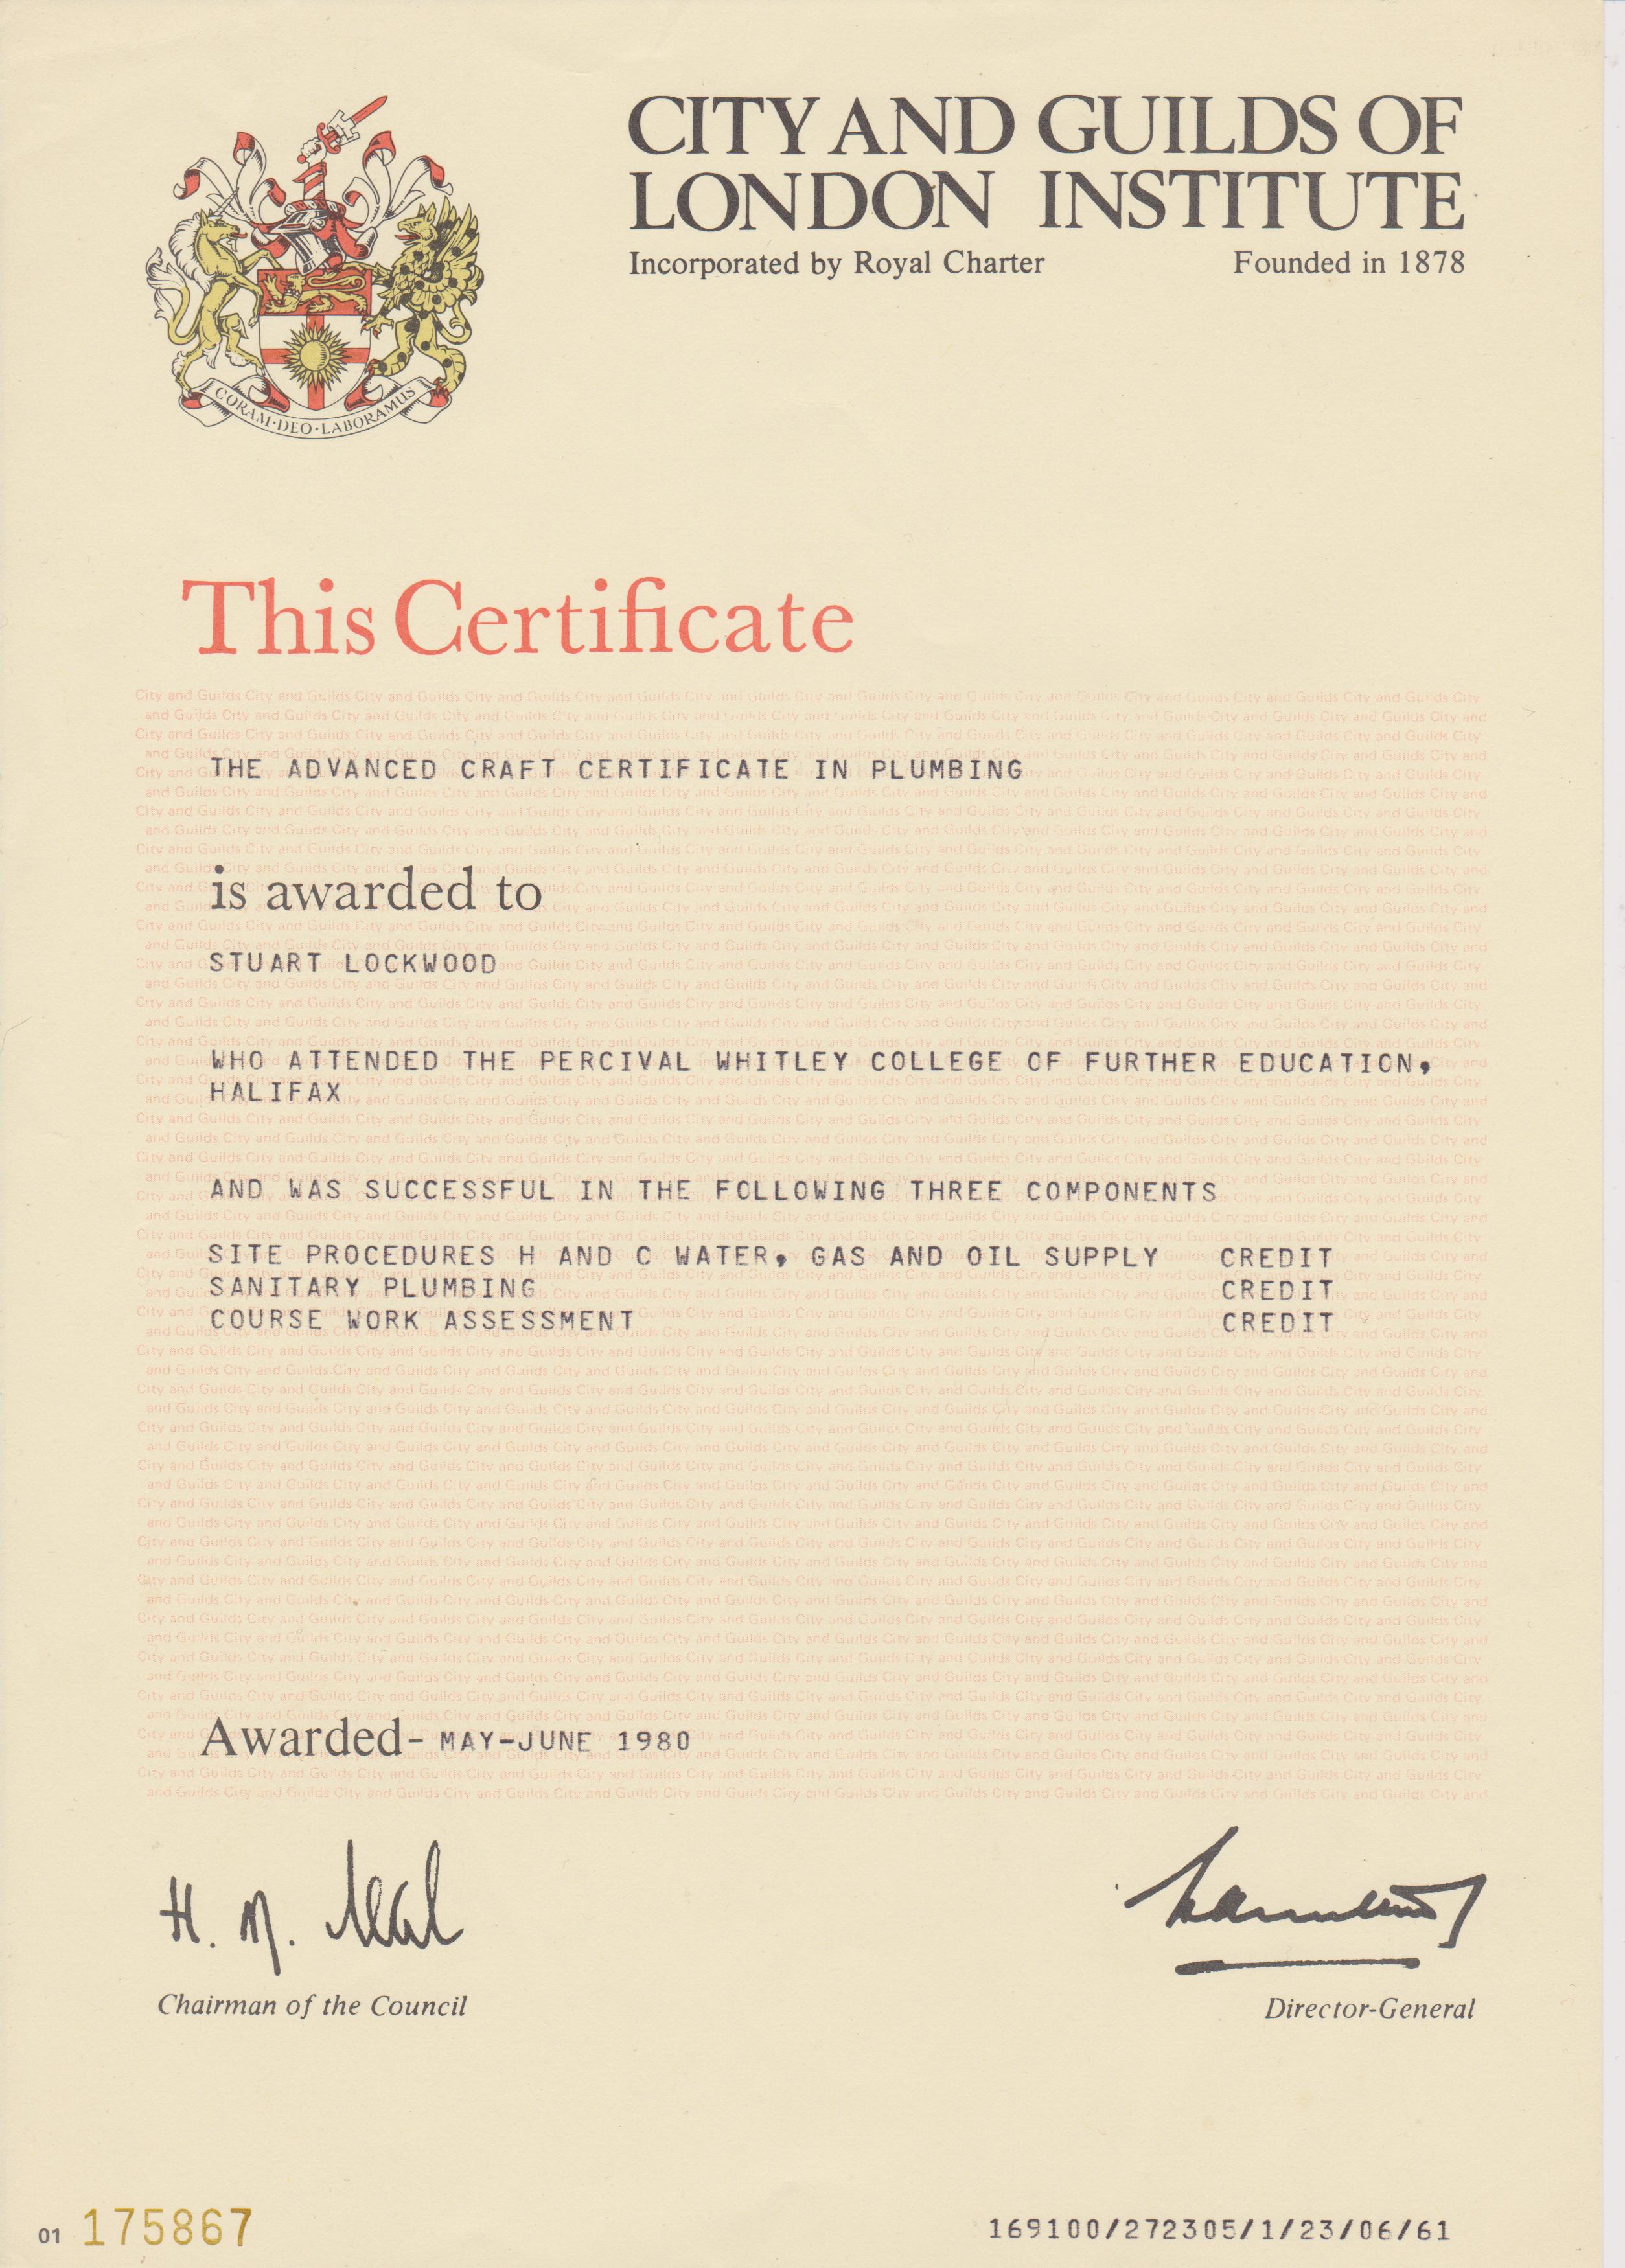 CITY AND GUILDS OF
LONDON INSTITUTE
Incorporated by Royal Charter Founded in 1878
CORAM·DEO·LABORAMUS
This Certificate
THE ADVANCED CRAFT CERTIFICATE IN PLUMBING
is awarded to
STUART LOCKWOOD
WHO ATTENDED THE PERCIVAL WHITLEY COLLEGE OF FURTHER EDUCATION,
HALIFAX
AND WAS SUCCESSFUL IN THE FOLLOWING THREE COMPONENTS
SITE PROCEDURES H AND C WATER, GAS AND OIL SUPPLY CREDIT
SANITARY PLUMBING CREDIT
COURSE WORK ASSESSMENT CREDIT
Awarded- MAY-JUNE 1980
H. M. Neal
Chairman of the Council Director-General
01 175867 169100/272305/1/23/06/61